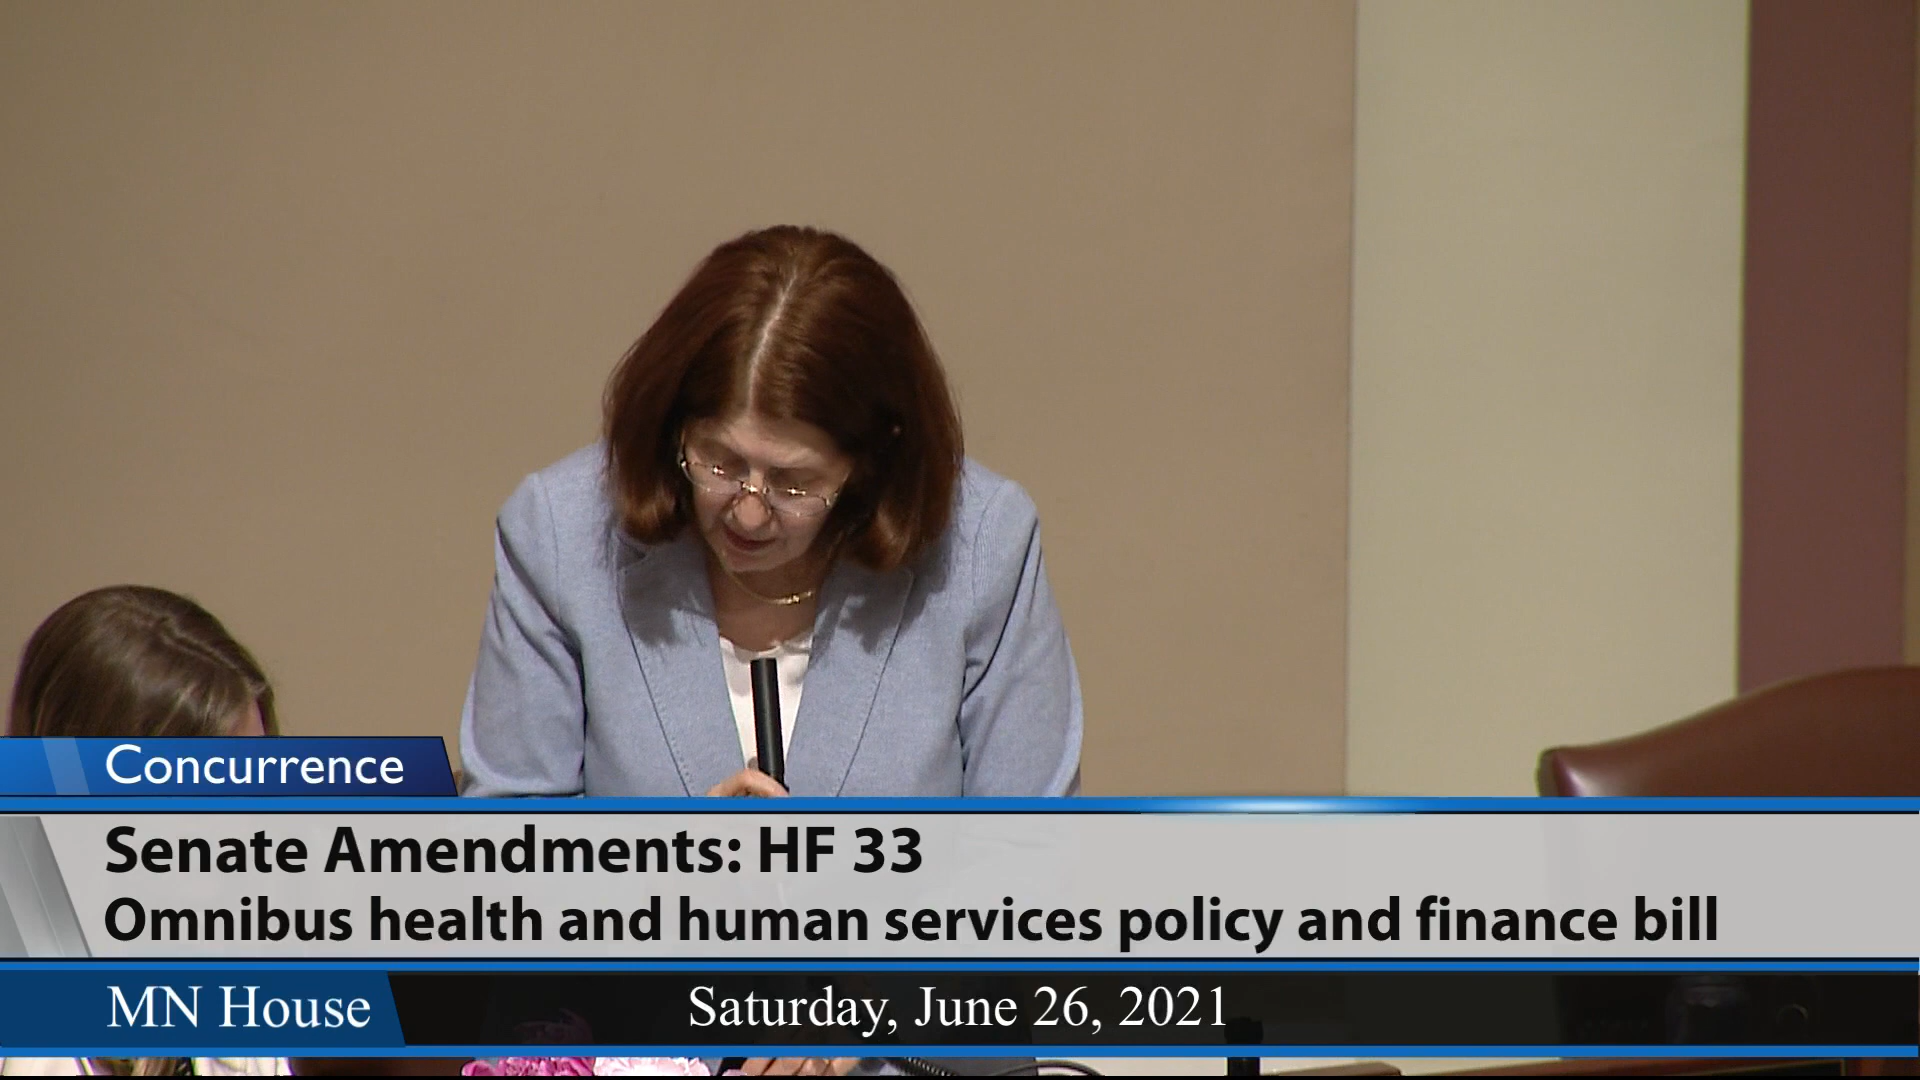 Concurrence
Senate Amendments: HF 33
Omnibus health and human services policy and finance bill
MN House
Saturday, June 26, 2021